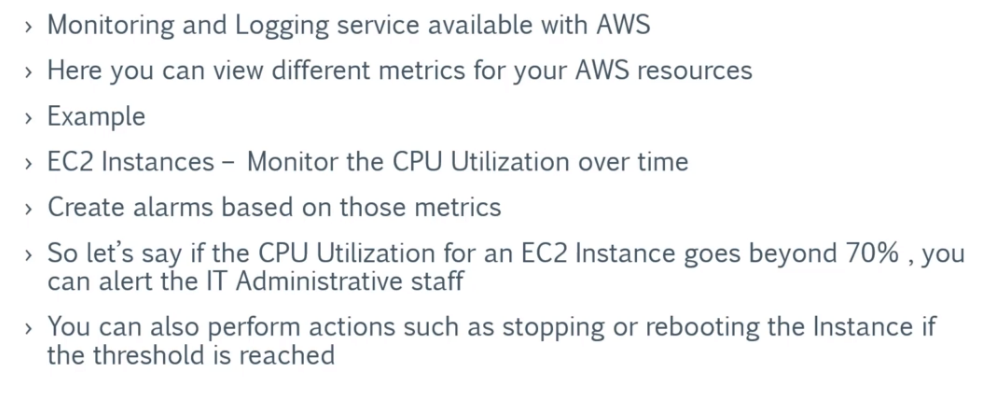 › Monitoring and Logging service available with AWS
› Here you can view different metrics for your AWS resources
› Example
› EC2 Instances – Monitor the CPU Utilization over time
› Create alarms based on those metrics
› So let's say if the CPU Utilization for an EC2 Instance goes beyond 70% , you
can alert the IT Administrative staff
› You can also perform actions such as stopping or rebooting the Instance if
the threshold is reached